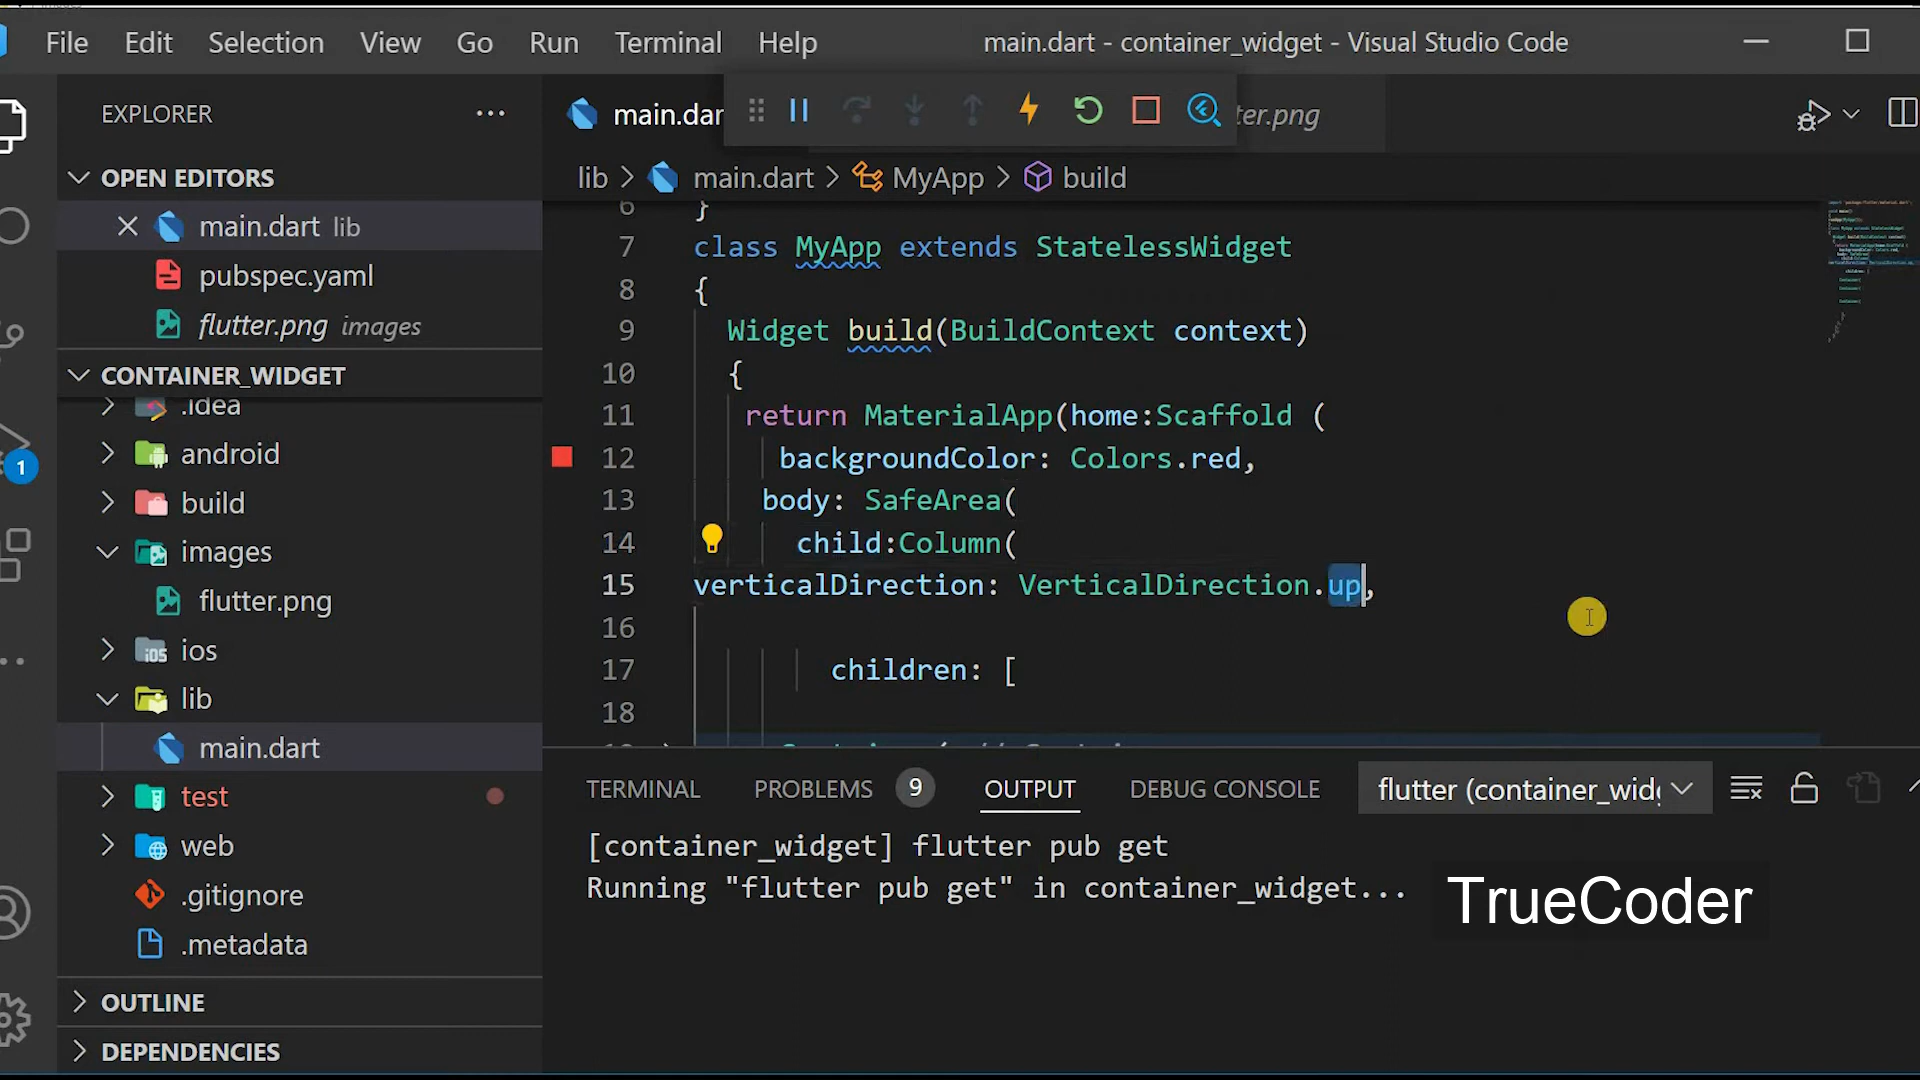 File Edit Selection View Go Run Terminal Help main.dart - container_widget - Visual Studio Code
EXPLORER
OPEN EDITORS
main.dart lib
pubspec.yaml
flutter.png images
CONTAINER_WIDGET
.idea
android
build
images
flutter.png
ios
lib
main.dart
test
web
.gitignore
.metadata
OUTLINE
DEPENDENCIES
1
main.dar ter.png
lib > main.dart > MyApp > build
6 }
7 class MyApp extends StatelessWidget
8 {
9 Widget build(BuildContext context)
10 {
11 return MaterialApp(home:Scaffold (
12 backgroundColor: Colors.red,
13 body: SafeArea(
14 child:Column(
15 verticalDirection: VerticalDirection.up,
16
17 children: [
18
TERMINAL PROBLEMS 9 OUTPUT DEBUG CONSOLE flutter (container_widg
[container_widget] flutter pub get
Running "flutter pub get" in container_widget...
TrueCoder